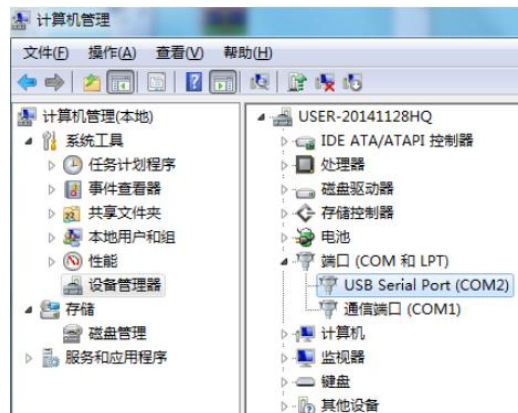 计算机管理
文件(F) 操作(A) 查看(V) 帮助(H)
计算机管理(本地)
系统工具
任务计划程序
事件查看器
共享文件夹
本地用户和组
性能
设备管理器
存储
磁盘管理
服务和应用程序
USER-20141128HQ
IDE ATA/ATAPI 控制器
处理器
磁盘驱动器
存储控制器
电池
端口 (COM 和 LPT)
USB Serial Port (COM2)
通信端口 (COM1)
计算机
监视器
键盘
其他设备